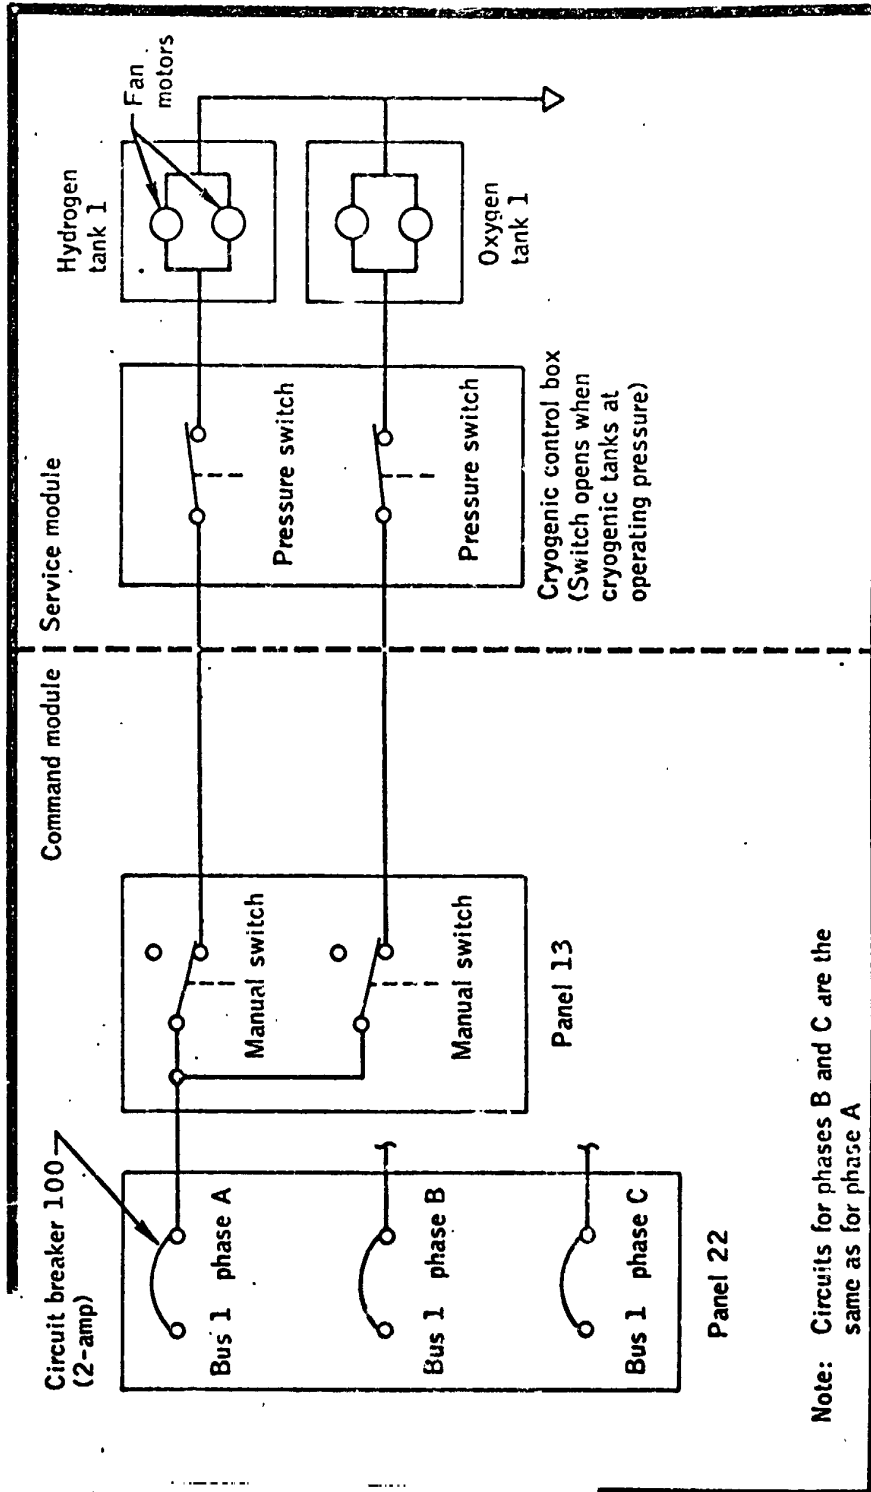 Command module
Service module
Circuit breaker 100
(2-amp)
Bus 1 phase A
Bus 1 phase B
Bus 1 phase C
Panel 22
Manual switch
Manual switch
Panel 13
Pressure switch
Pressure switch
Cryogenic control box
(Switch opens when
cryogenic tanks at
operating pressure)
Hydrogen
tank 1
Fan
motors
Oxygen
tank 1
Note: Circuits for phases B and C are the
same as for phase A